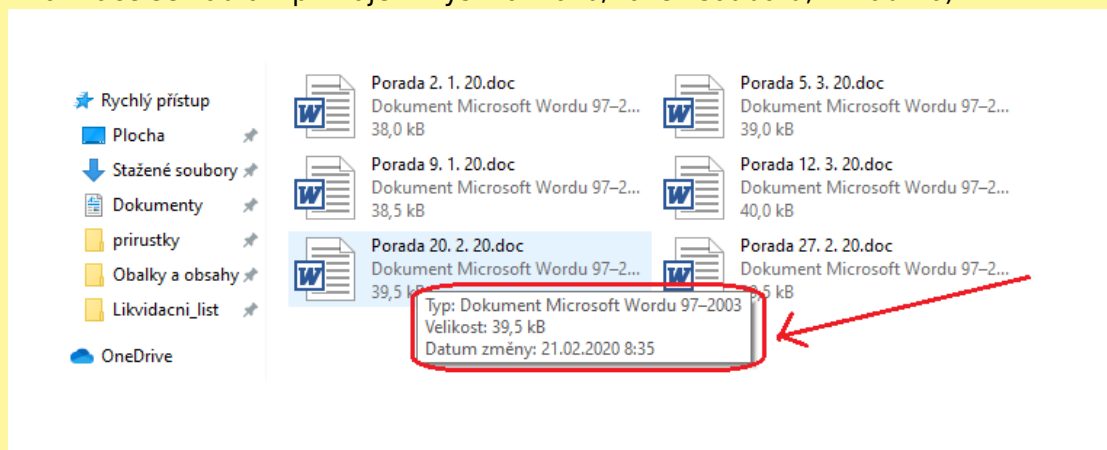 Rychlý přístup
Plocha
Stažené soubory
Dokumenty
prirustky
Obalky a obsahy
Likvidacni_list
OneDrive
Porada 2. 1. 20.doc
Dokument Microsoft Wordu 97–2...
38,0 kB
Porada 5. 3. 20.doc
Dokument Microsoft Wordu 97–2...
39,0 kB
Porada 9. 1. 20.doc
Dokument Microsoft Wordu 97–2...
38,5 kB
Porada 12. 3. 20.doc
Dokument Microsoft Wordu 97–2...
40,0 kB
Porada 20. 2. 20.doc
Dokument Microsoft Wordu 97–2...
39,5 kB
Porada 27. 2. 20.doc
Dokument Microsoft Wordu 97–2...
Typ: Dokument Microsoft Wordu 97–2003
Velikost: 39,5 kB
Datum změny: 21.02.2020 8:35